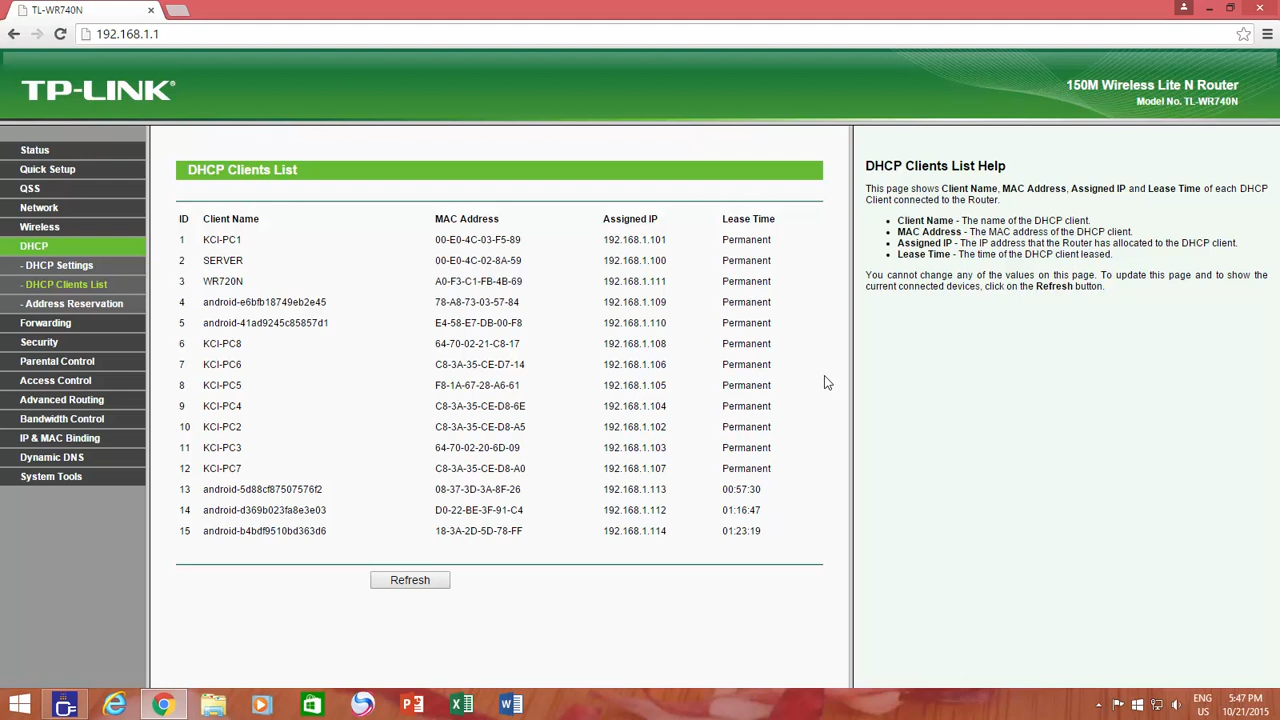 TL-WR740N
192.168.1.1
TP-LINK®
150M Wireless Lite N Router
Model No. TL-WR740N
Status
Quick Setup
QSS
Network
Wireless
DHCP
- DHCP Settings
- DHCP Clients List
- Address Reservation
Forwarding
Security
Parental Control
Access Control
Advanced Routing
Bandwidth Control
IP & MAC Binding
Dynamic DNS
System Tools
DHCP Clients List
ID Client Name MAC Address Assigned IP Lease Time
1 KCI-PC1 00-E0-4C-03-F5-89 192.168.1.101 Permanent
2 SERVER 00-E0-4C-02-8A-59 192.168.1.100 Permanent
3 WR720N A0-F3-C1-FB-4B-69 192.168.1.111 Permanent
4 android-e6bfb18749eb2e45 78-A8-73-03-57-84 192.168.1.109 Permanent
5 android-41ad9245c85857d1 E4-58-E7-DB-00-F8 192.168.1.110 Permanent
6 KCI-PC8 64-70-02-21-C8-17 192.168.1.108 Permanent
7 KCI-PC6 C8-3A-35-CE-D7-14 192.168.1.106 Permanent
8 KCI-PC5 F8-1A-67-28-A6-61 192.168.1.105 Permanent
9 KCI-PC4 C8-3A-35-CE-D8-6E 192.168.1.104 Permanent
10 KCI-PC2 C8-3A-35-CE-D8-A5 192.168.1.102 Permanent
11 KCI-PC3 64-70-02-20-6D-09 192.168.1.103 Permanent
12 KCI-PC7 C8-3A-35-CE-D8-A0 192.168.1.107 Permanent
13 android-5d88cf87507576f2 08-37-3D-3A-8F-26 192.168.1.113 00:57:30
14 android-d369b023fa8e3e03 D0-22-BE-3F-91-C4 192.168.1.112 01:16:47
15 android-b4bdf9510bd363d6 18-3A-2D-5D-78-FF 192.168.1.114 01:23:19
Refresh
DHCP Clients List Help
This page shows Client Name, MAC Address, Assigned IP and Lease Time of each DHCP
Client connected to the Router.
• Client Name - The name of the DHCP client.
• MAC Address - The MAC address of the DHCP client.
• Assigned IP - The IP address that the Router has allocated to the DHCP client.
• Lease Time - The time of the DHCP client leased.
You cannot change any of the values on this page. To update this page and to show the
current connected devices, click on the Refresh button.
ENG
US
5:47 PM
10/21/2015